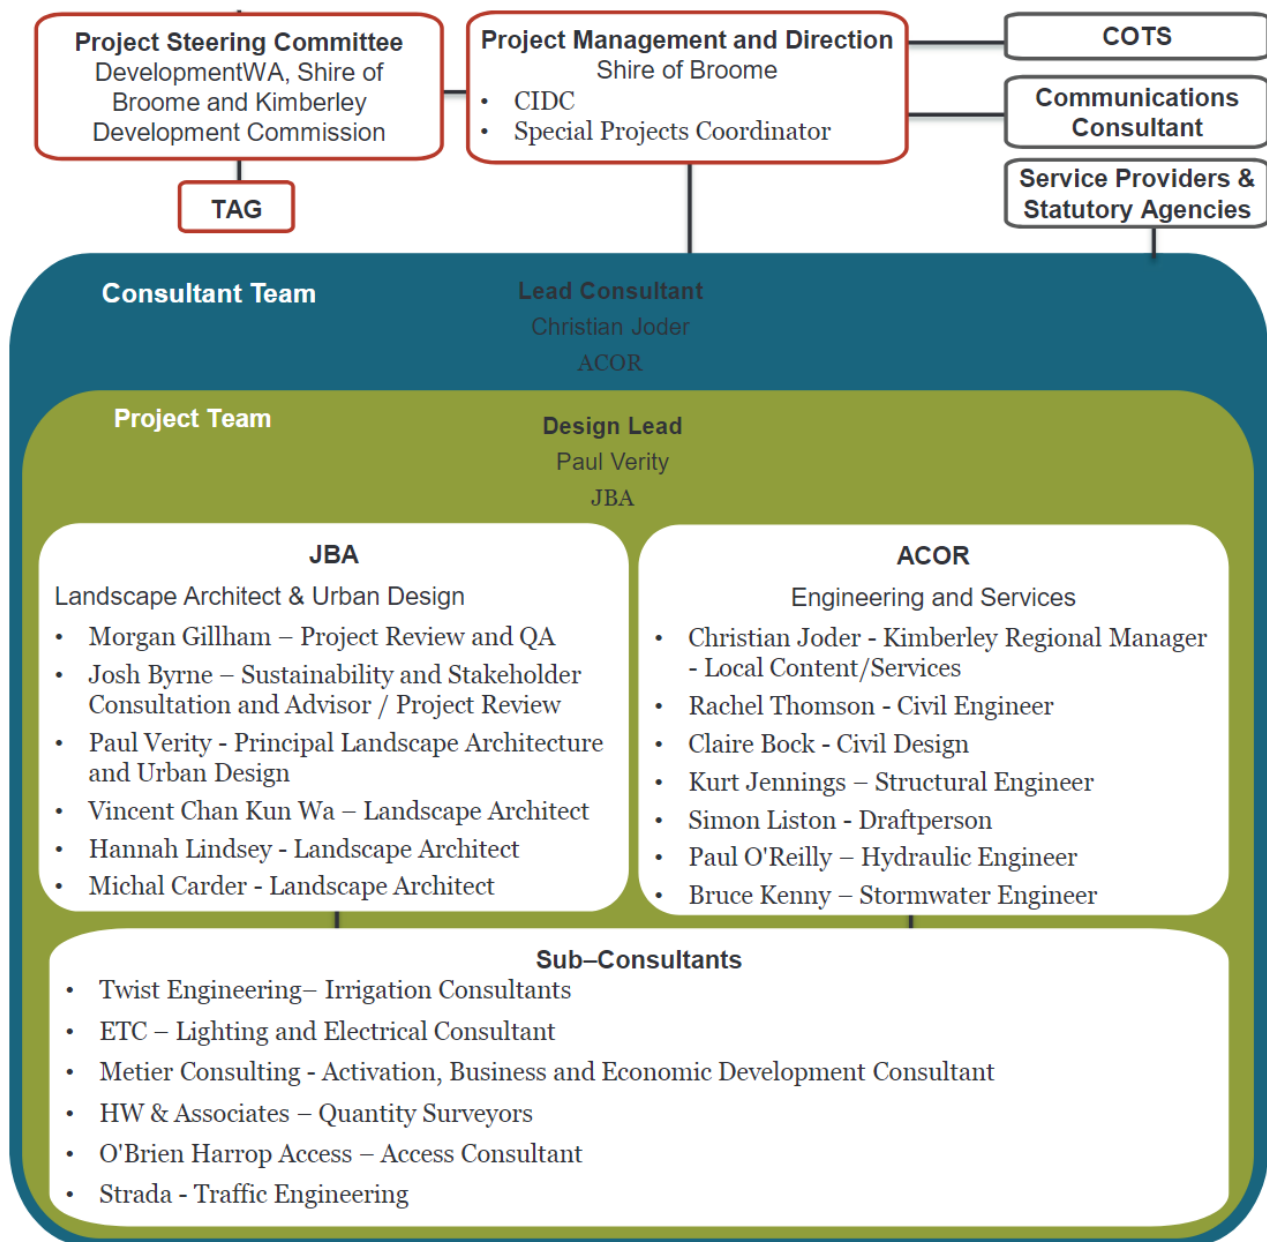 Project Steering Committee
DevelopmentWA, Shire of
Broome and Kimberley
Development Commission
TAG
Project Management and Direction
Shire of Broome
• CIDC
• Special Projects Coordinator
COTS
Communications
Consultant
Service Providers &
Statutory Agencies
Consultant Team
Lead Consultant
Christian Joder
ACOR
Project Team
Design Lead
Paul Verity
JBA
JBA
Landscape Architect & Urban Design
• Morgan Gillham – Project Review and QA
• Josh Byrne – Sustainability and Stakeholder
Consultation and Advisor / Project Review
• Paul Verity - Principal Landscape Architecture
and Urban Design
• Vincent Chan Kun Wa – Landscape Architect
• Hannah Lindsey - Landscape Architect
• Michal Carder - Landscape Architect
ACOR
Engineering and Services
• Christian Joder - Kimberley Regional Manager
- Local Content/Services
• Rachel Thomson - Civil Engineer
• Claire Bock - Civil Design
• Kurt Jennings – Structural Engineer
• Simon Liston - Draftperson
• Paul O'Reilly – Hydraulic Engineer
• Bruce Kenny – Stormwater Engineer
Sub–Consultants
• Twist Engineering– Irrigation Consultants
• ETC – Lighting and Electrical Consultant
• Metier Consulting - Activation, Business and Economic Development Consultant
• HW & Associates – Quantity Surveyors
• O'Brien Harrop Access – Access Consultant
• Strada - Traffic Engineering